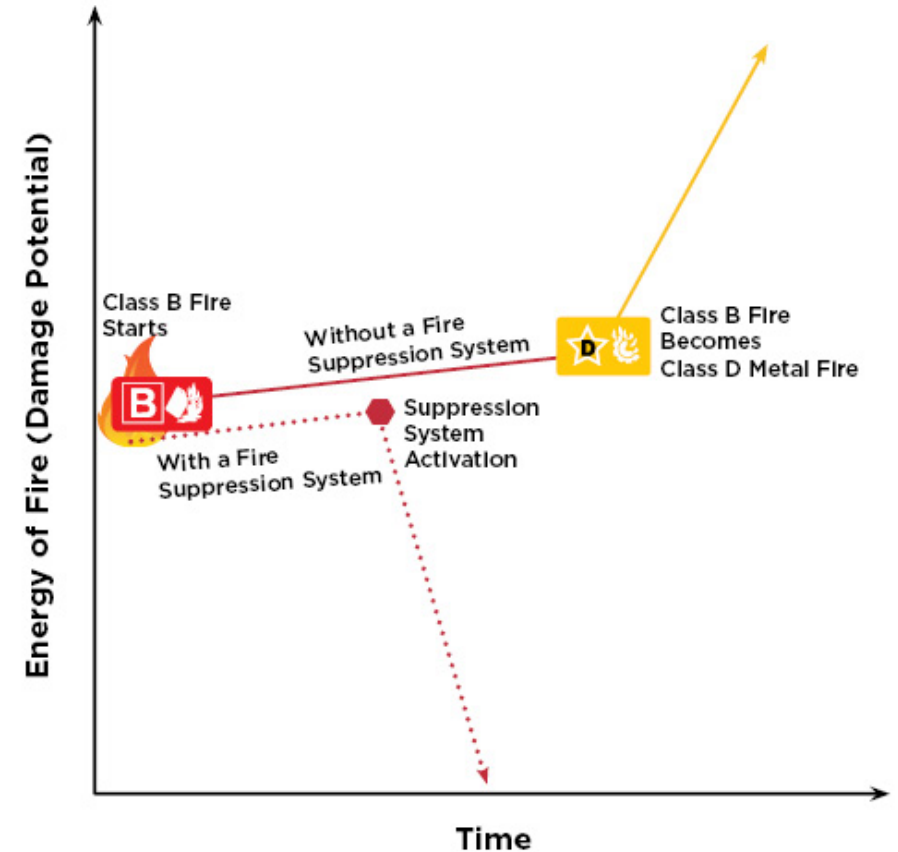 Energy of Fire (Damage Potential)
Class B Fire
Starts
B
Without a Fire
Suppression System
D
Class B Fire
Becomes
Class D Metal Fire
Suppression
System
Activation
With a Fire
Suppression System
Time